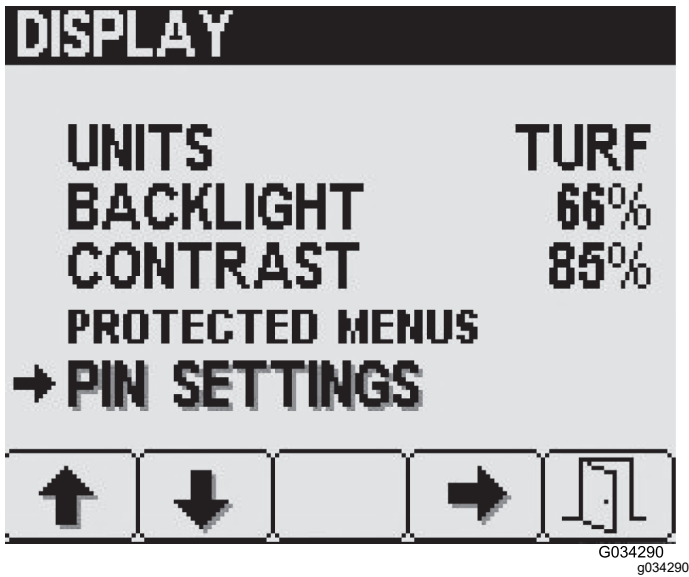 DISPLAY
UNITS TURF
BACKLIGHT 66%
CONTRAST 85%
PROTECTED MENUS
PIN SETTINGS
G034290
g034290